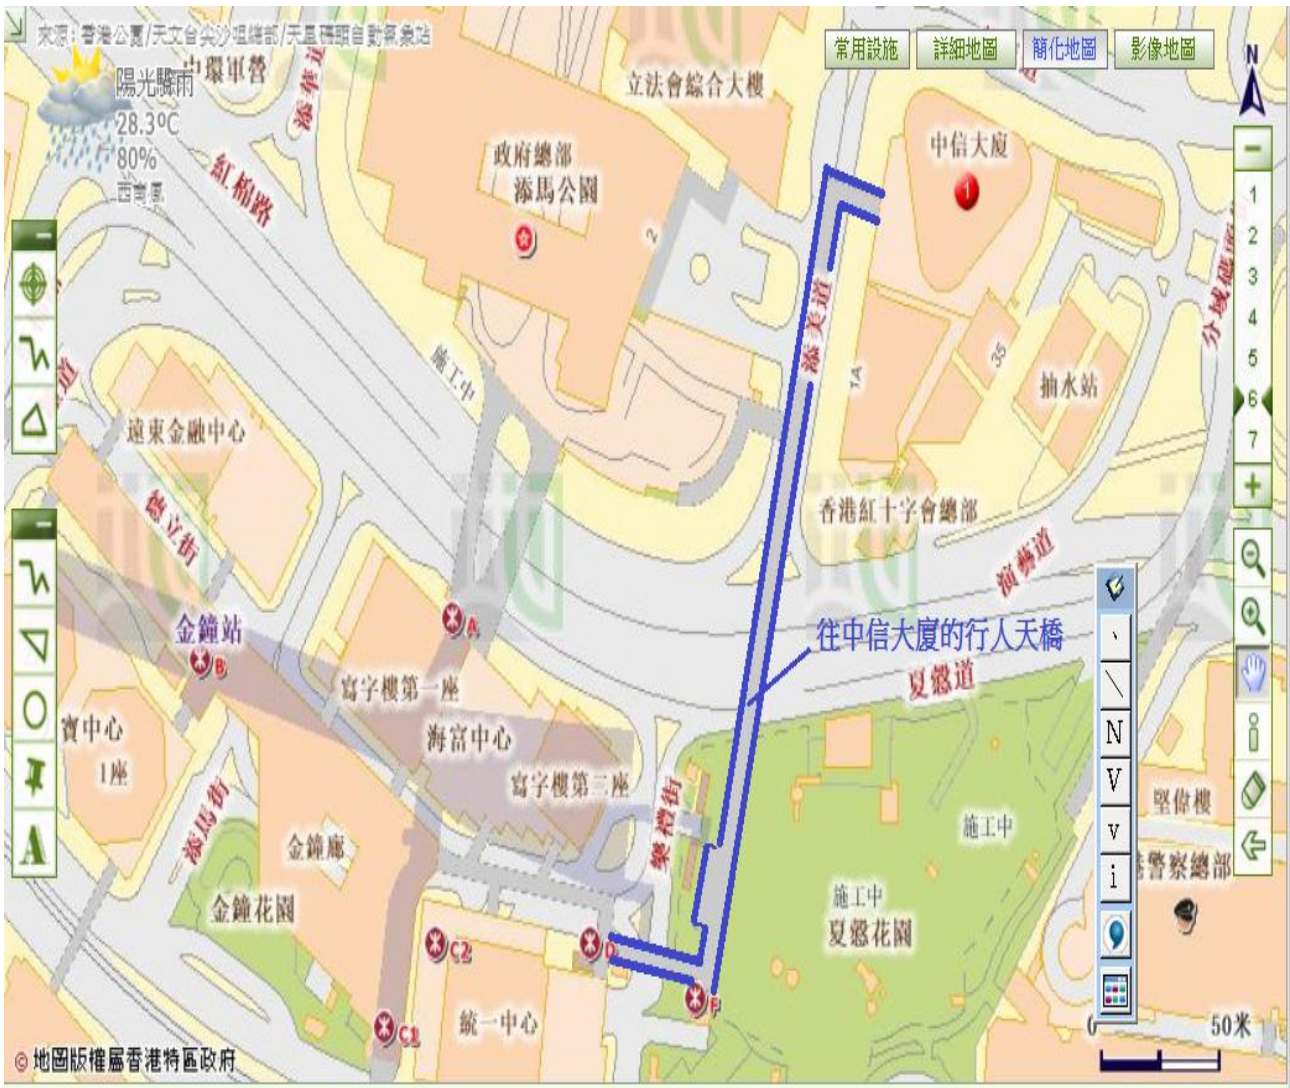 來源: 香港公園/天文台尖沙咀總部/天星碼頭自動氣象站
陽光驟雨
28.3ºC
80%
西南風
中環軍營
添華道
紅棉路
立法會綜合大樓
常用設施
詳細地圖
簡化地圖
影像地圖
道
N
政府總部
添馬公園
2
中信大廈
1
1
2
3
4
5
6
7
添美道
1A
35
抽水站
施工中
道
遠東金融中心
德立街
香港紅十字會總部
演藝道
金鐘站
A
B
往中信大廈的行人天橋
夏慤道
寫字樓第一座
海富中心
寫字樓第二座
寶中心
1座
添馬街
金鐘廊
樂禮街
施工中
堅偉樓
N
V
v
i
A
警察總部
金鐘花園
施工中
夏慤花園
C2
D
F
C1
統一中心
0
50米
© 地圖版權屬香港特區政府